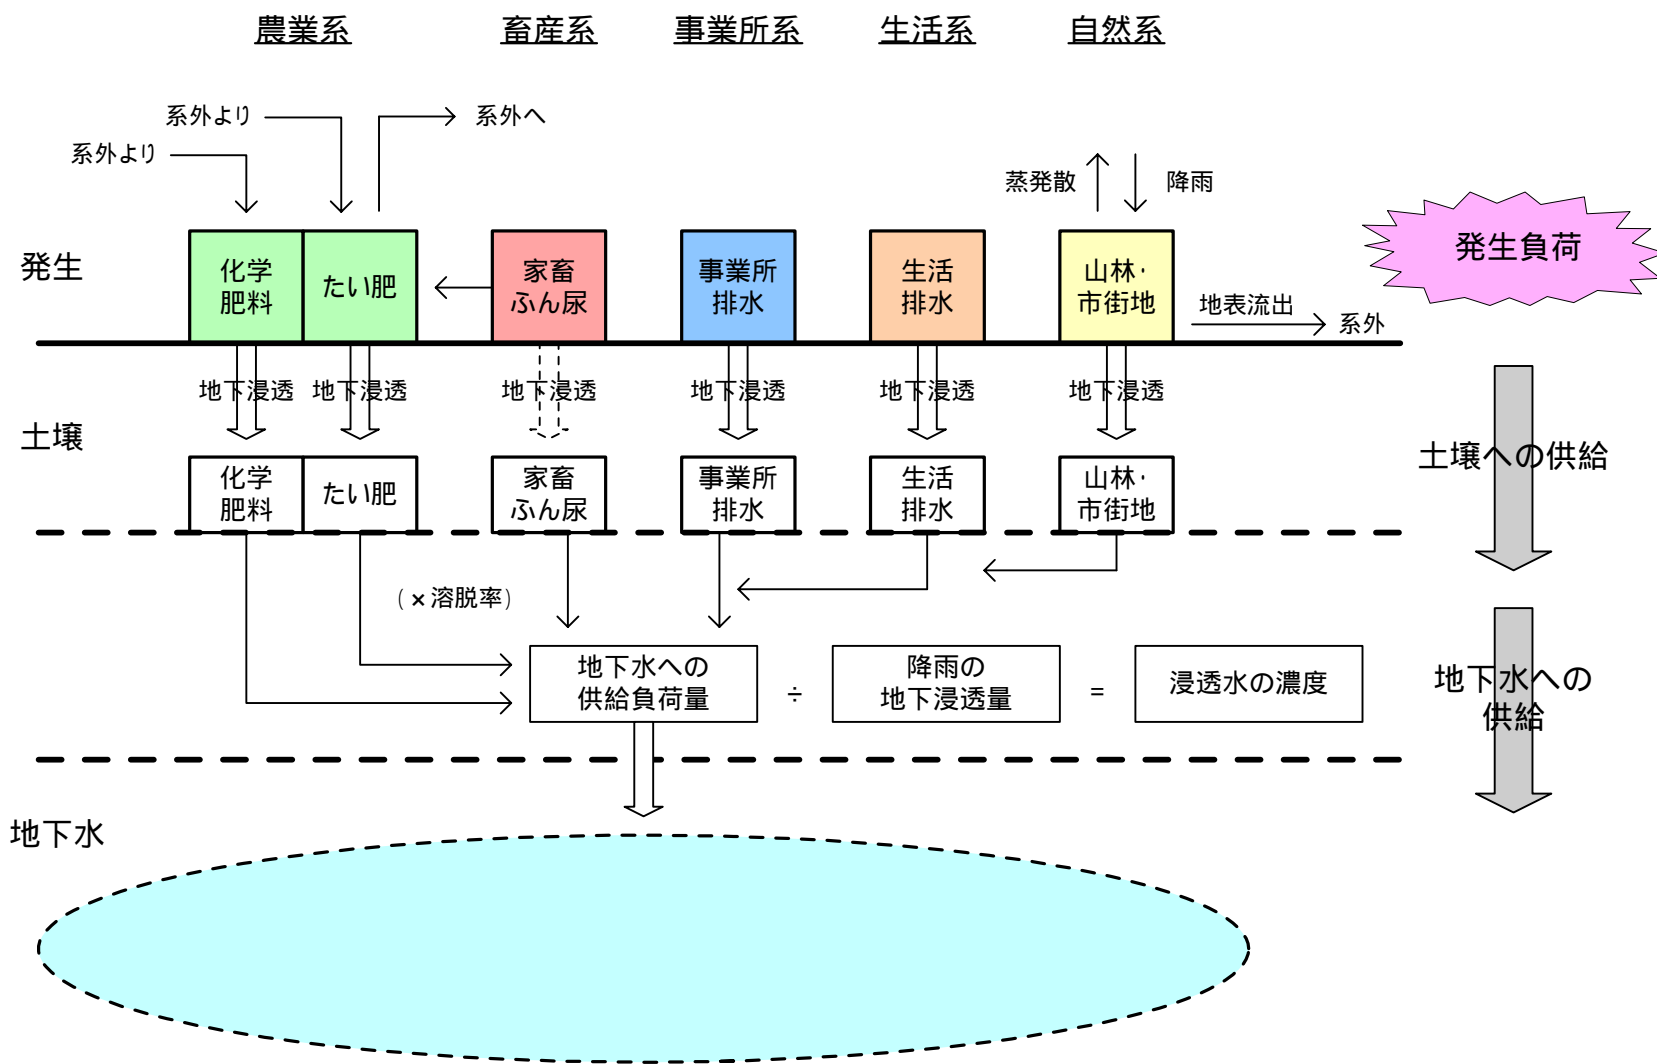 農業系
畜産系
事業所系
生活系
自然系
系外より
系外へ
系外より
蒸発散
降雨
発生
化学
肥料
たい肥
家畜
ふん尿
事業所
排水
生活
排水
山林・
市街地
発生負荷
地表流出
系外
地下浸透
地下浸透
地下浸透
地下浸透
地下浸透
地下浸透
土壌
土壌への供給
化学
肥料
たい肥
家畜
ふん尿
事業所
排水
生活
排水
山林・
市街地
(×溶脱率)
地下水への
供給負荷量
÷
降雨の
地下浸透量
=
浸透水の濃度
地下水への
供給
地下水